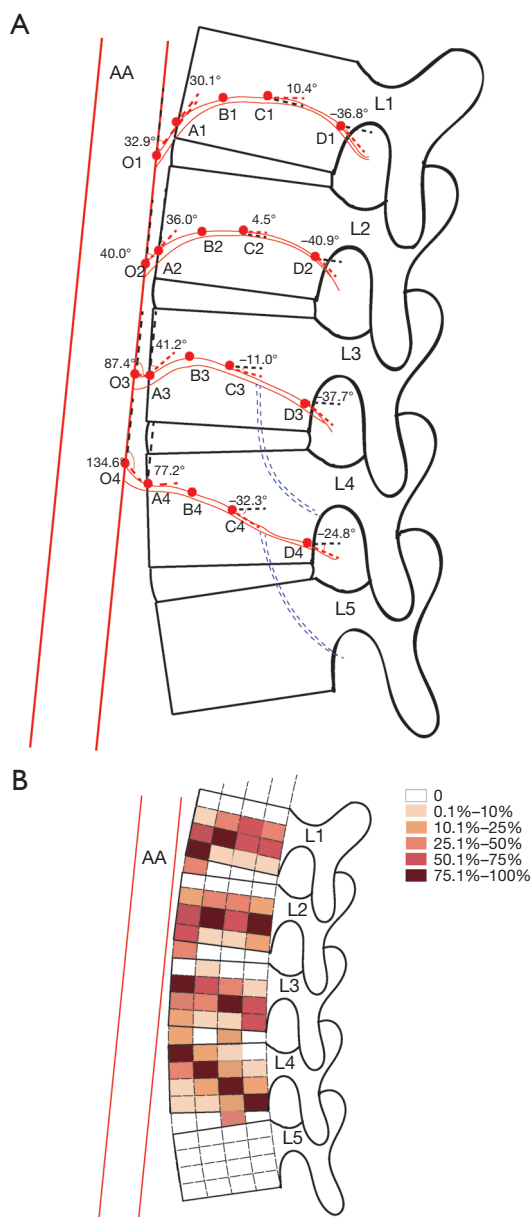 A
AA
30.1°
10.4°
B1
C1
L1
–36.8°
A1
D1
32.9°
O1
L2
36.0°
4.5°
B2
C2
–40.9°
40.0°
O2
A2
D2
L3
41.2°
–11.0°
87.4°
B3
C3
O3
A3
–37.7°
D3
L4
134.6°
77.2°
O4
A4
B4
–32.3°
C4
–24.8°
D4
L5
B
0
0.1%–10%
10.1%–25%
25.1%–50%
50.1%–75%
75.1%–100%
AA
L1
L2
L3
L4
L5